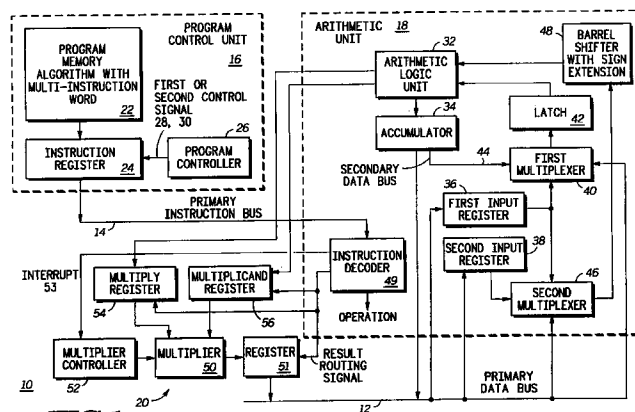 PROGRAM
CONTROL UNIT
16
PROGRAM
MEMORY
ALGORITHM WITH
MULTI-INSTRUCTION
WORD
22
FIRST OR
SECOND CONTROL
SIGNAL
28, 30
26
INSTRUCTION
REGISTER
24
PROGRAM
CONTROLLER
ARITHMETIC
UNIT
18
32
ARITHMETIC
LOGIC
UNIT
34
ACCUMULATOR
48
BARREL
SHIFTER
WITH SIGN
EXTENSION
LATCH
42
SECONDARY
DATA BUS
44
FIRST
MULTIPLEXER
40
36
FIRST INPUT
REGISTER
SECOND INPUT
REGISTER
38
46
SECOND
MULTIPLEXER
PRIMARY
INSTRUCTION BUS
14
INTERRUPT
53
MULTIPLY
REGISTER
54
MULTIPLICAND
REGISTER
56
INSTRUCTION
DECODER
49
OPERATION
MULTIPLIER
CONTROLLER
52
MULTIPLIER
50
REGISTER
51
RESULT
ROUTING
SIGNAL
PRIMARY
DATA BUS
10
20
12